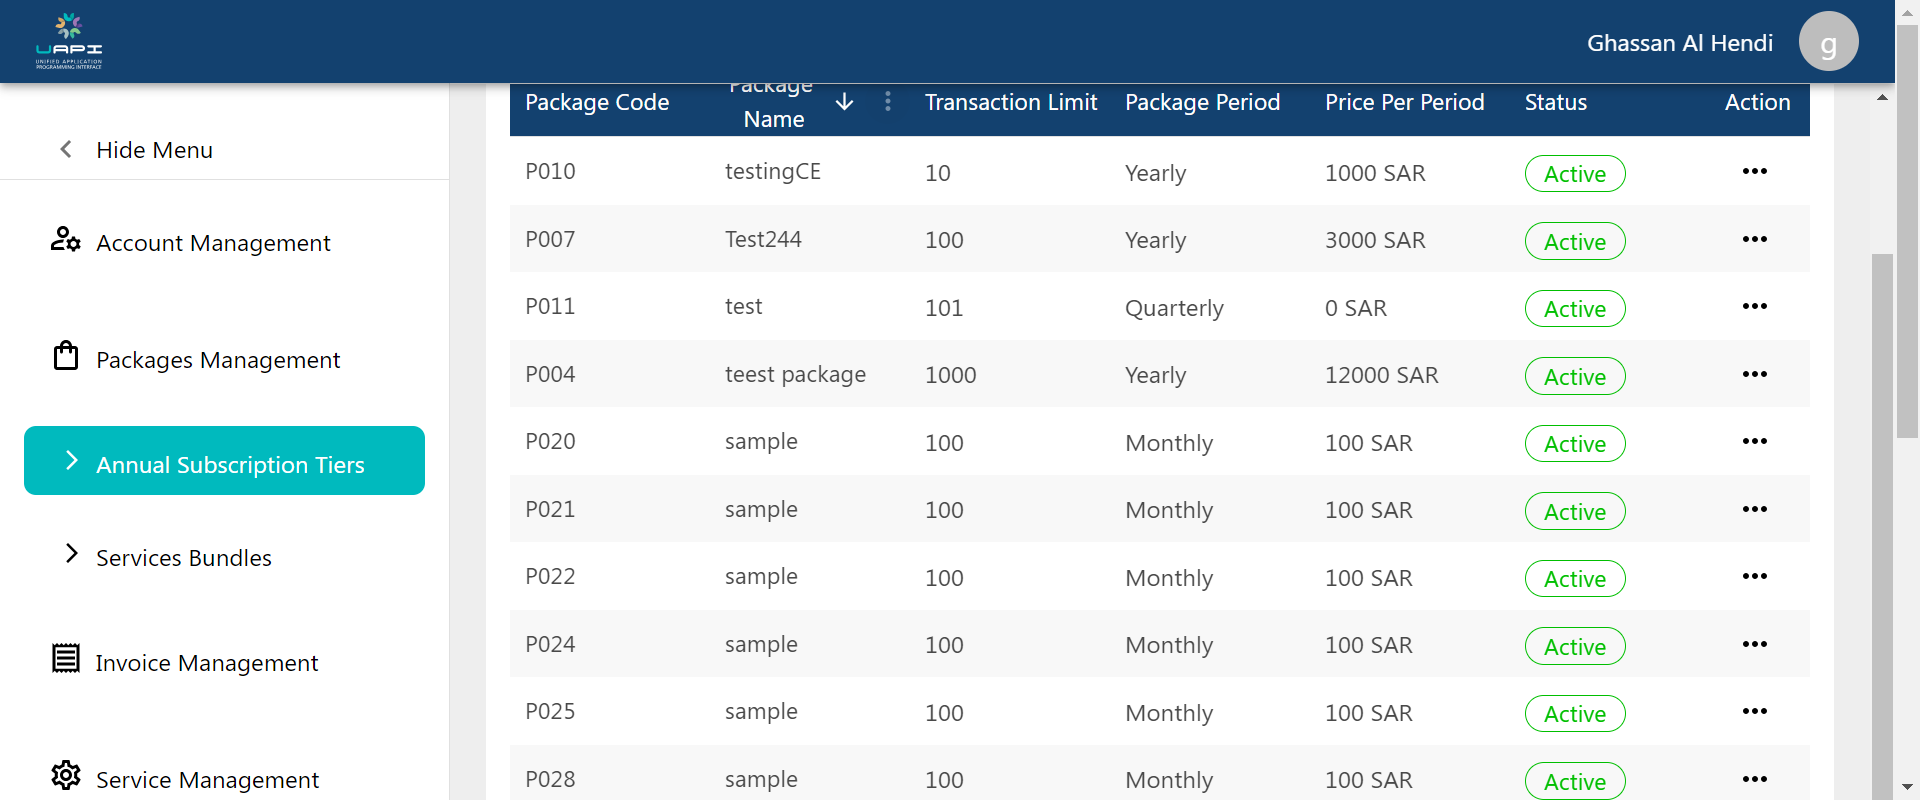 UAPI
UNIFIED APPLICATION
PROGRAMMING INTERFACE
Ghassan Al Hendi
g
Hide Menu
Account Management
Packages Management
Annual Subscription Tiers
Services Bundles
Invoice Management
Service Management
Package Code Package Name Transaction Limit Package Period Price Per Period Status Action
P010 testingCE 10 Yearly 1000 SAR Active
P007 Test244 100 Yearly 3000 SAR Active
P011 test 101 Quarterly 0 SAR Active
P004 teest package 1000 Yearly 12000 SAR Active
P020 sample 100 Monthly 100 SAR Active
P021 sample 100 Monthly 100 SAR Active
P022 sample 100 Monthly 100 SAR Active
P024 sample 100 Monthly 100 SAR Active
P025 sample 100 Monthly 100 SAR Active
P028 sample 100 Monthly 100 SAR Active